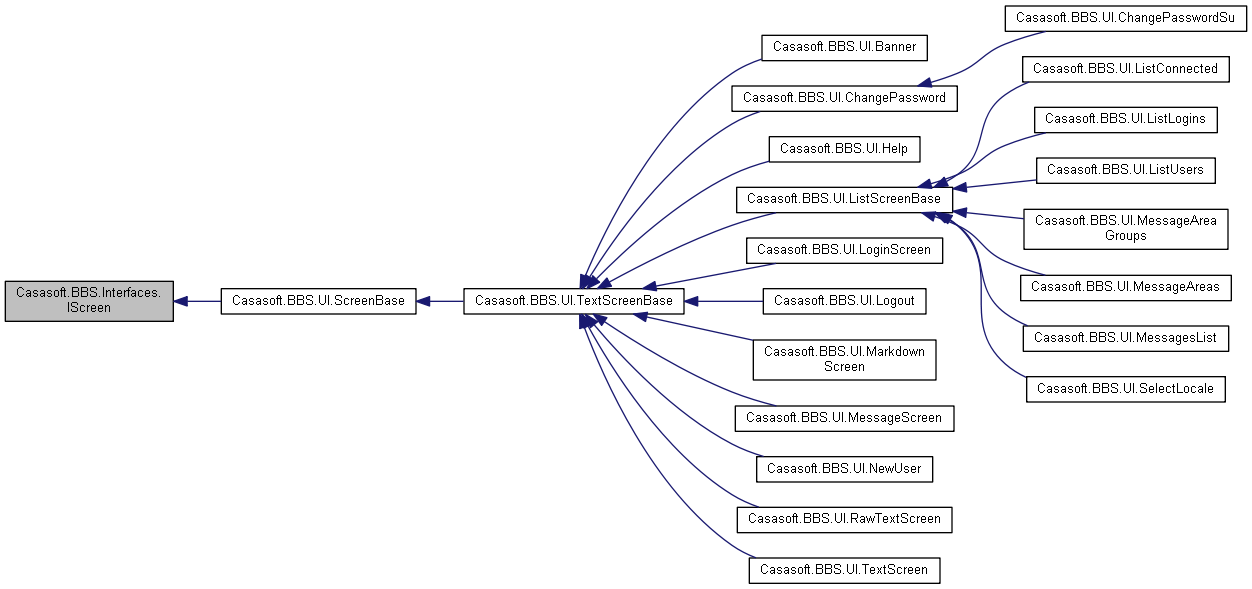 Casasoft.BBS.Interfaces.
IScreen
Casasoft.BBS.UI.ScreenBase
Casasoft.BBS.UI.TextScreenBase
Casasoft.BBS.UI.Banner
Casasoft.BBS.UI.ChangePassword
Casasoft.BBS.UI.Help
Casasoft.BBS.UI.ListScreenBase
Casasoft.BBS.UI.LoginScreen
Casasoft.BBS.UI.Logout
Casasoft.BBS.UI.Markdown
Screen
Casasoft.BBS.UI.MessageScreen
Casasoft.BBS.UI.NewUser
Casasoft.BBS.UI.RawTextScreen
Casasoft.BBS.UI.TextScreen
Casasoft.BBS.UI.ChangePasswordSu
Casasoft.BBS.UI.ListConnected
Casasoft.BBS.UI.ListLogins
Casasoft.BBS.UI.ListUsers
Casasoft.BBS.UI.MessageArea
Groups
Casasoft.BBS.UI.MessageAreas
Casasoft.BBS.UI.MessagesList
Casasoft.BBS.UI.SelectLocale